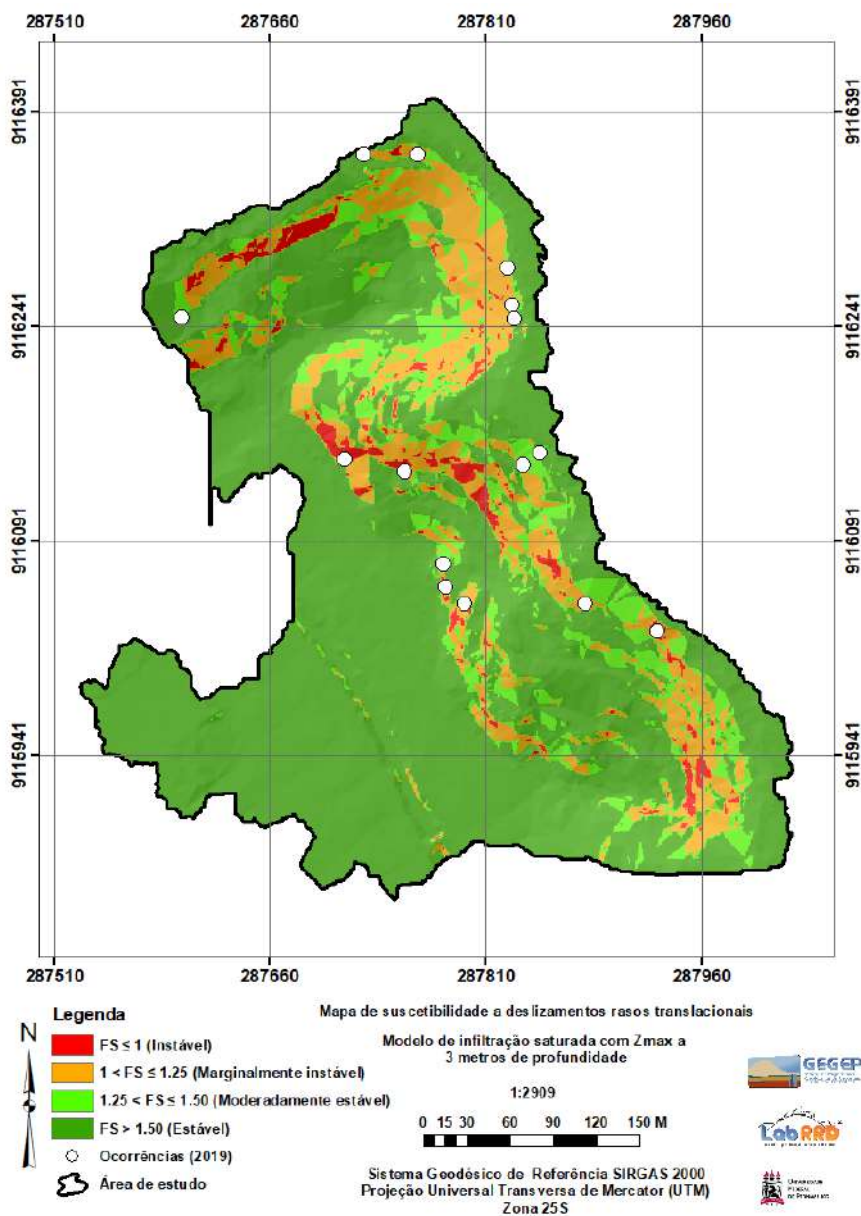 287510 287660 287810 287960
9116391 9116391
9116241 9116241
9116091 9116091
9115941 9115941
287510 287660 287810 287960
Legenda
FS ≤ 1 (Instável)
1 < FS ≤ 1.25 (Marginalmente instável)
1.25 < FS ≤ 1.50 (Moderadamente estável)
FS > 1.50 (Estável)
Ocorrências (2019)
Área de estudo
N
Mapa de suscetibilidade a deslizamentos rasos translacionais
Modelo de infiltração saturada com Zmax a
3 metros de profundidade
1:2909
0 15 30 60 90 120 150 M
Sistema Geodésico de Referência SIRGAS 2000
Projeção Universal Transversa de Mercator (UTM)
Zona 25S
GEGEP
LabRRD
Universidade
Federal
de Pernambuco